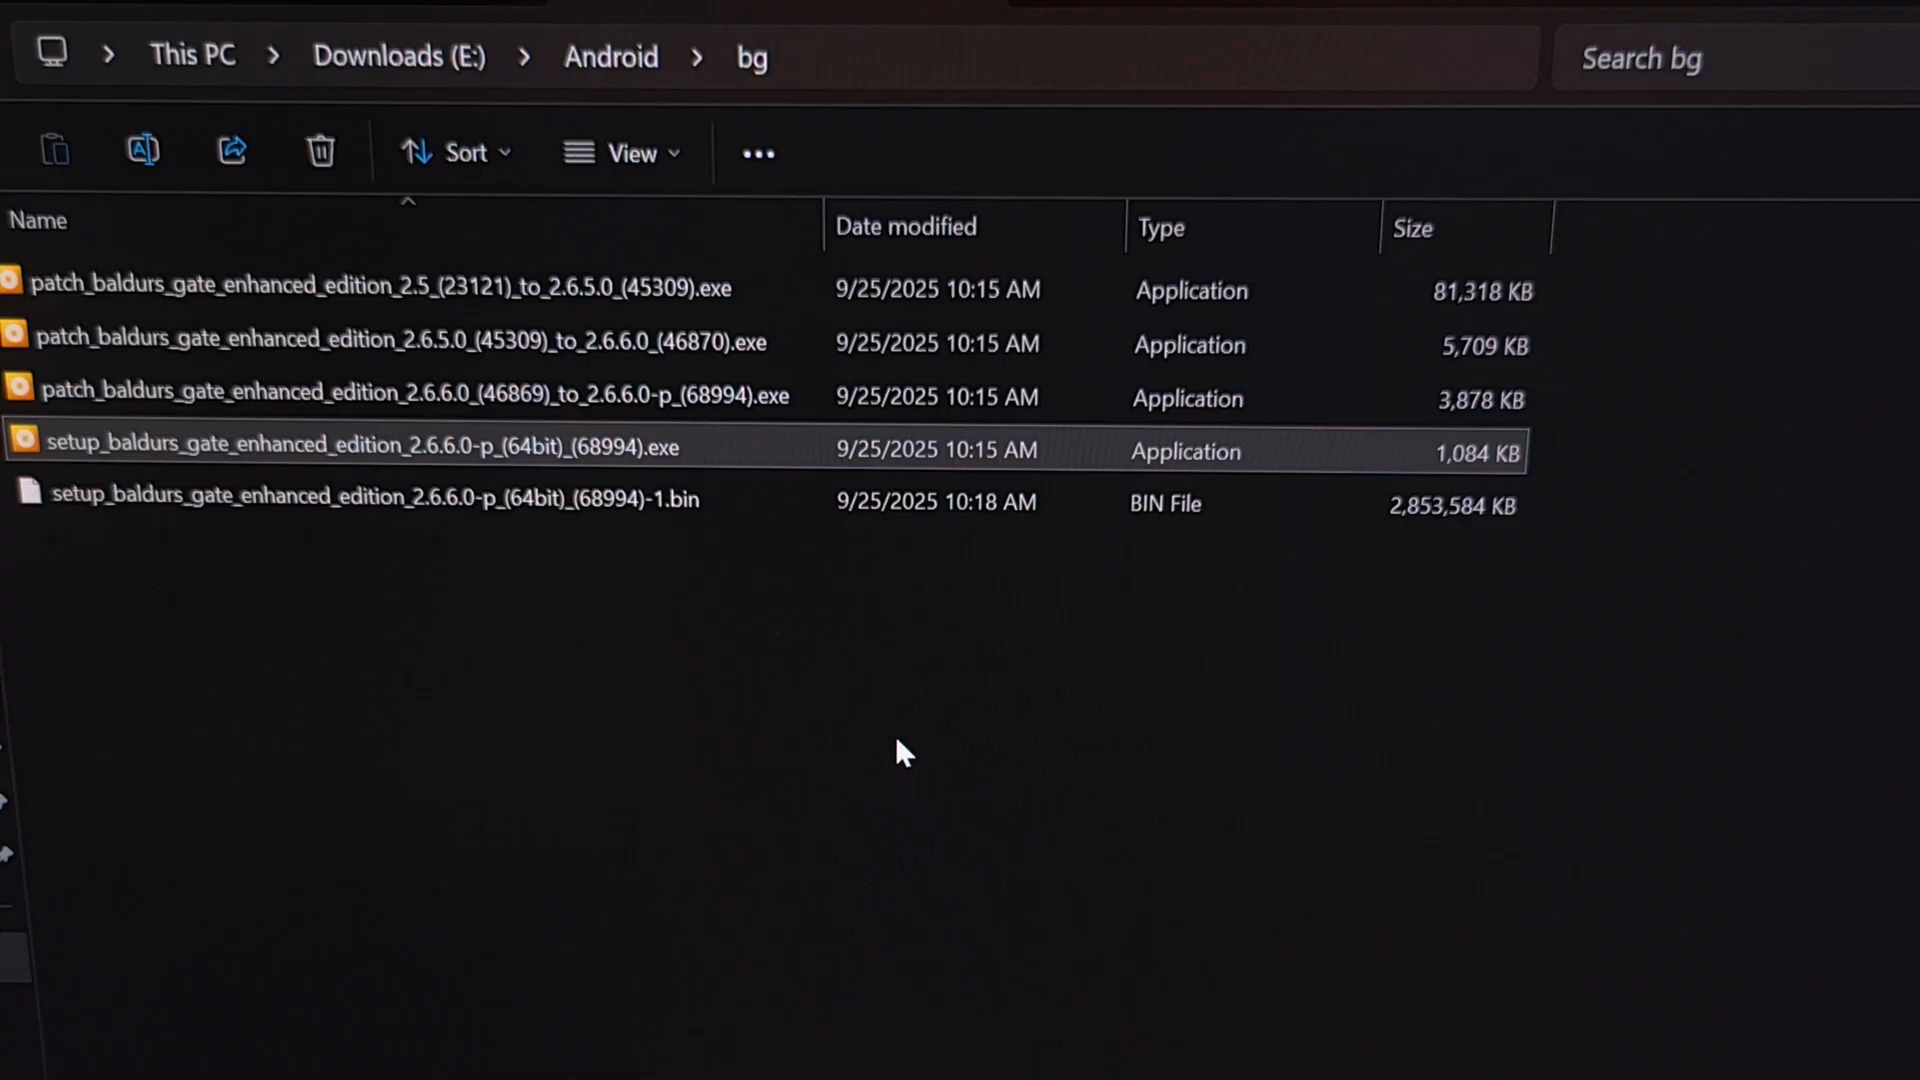 This PC > Downloads (E:) > Android > bg
Search bg
Sort
View
Name Date modified Type Size
patch_baldurs_gate_enhanced_edition_2.5_(23121)_to_2.6.5.0_(45309).exe 9/25/2025 10:15 AM Application 81,318 KB
patch_baldurs_gate_enhanced_edition_2.6.5.0_(45309)_to_2.6.6.0_(46870).exe 9/25/2025 10:15 AM Application 5,709 KB
patch_baldurs_gate_enhanced_edition_2.6.6.0_(46869)_to_2.6.6.0-p_(68994).exe 9/25/2025 10:15 AM Application 3,878 KB
setup_baldurs_gate_enhanced_edition_2.6.6.0-p_(64bit)_(68994).exe 9/25/2025 10:15 AM Application 1,084 KB
setup_baldurs_gate_enhanced_edition_2.6.6.0-p_(64bit)_(68994)-1.bin 9/25/2025 10:18 AM BIN File 2,853,584 KB